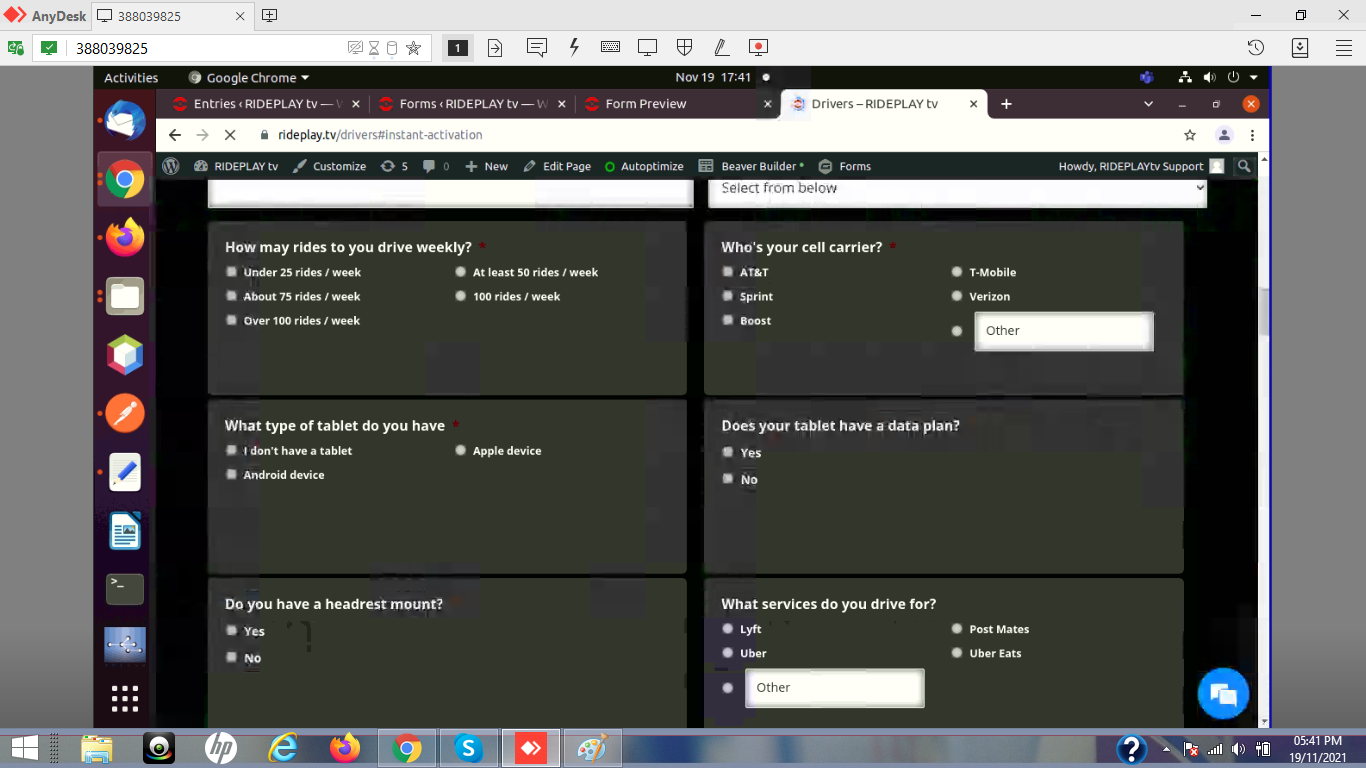 AnyDesk 388039825
388039825 1
Activities Google Chrome Nov 19 17:41
Entries ‹ RIDEPLAY tv — Forms ‹ RIDEPLAY tv — W Form Preview Drivers – RIDEPLAY tv
rideplay.tv/drivers#instant-activation
RIDEPLAY tv Customize 5 0 New Edit Page Autoptimize Beaver Builder Forms Howdy, RIDEPLAYtv Support
Select from below
How may rides to you drive weekly? *
Under 25 rides / week At least 50 rides / week
About 75 rides / week 100 rides / week
Over 100 rides / week
Who's your cell carrier? *
AT&T T-Mobile
Sprint Verizon
Boost Other
What type of tablet do you have *
I don't have a tablet Apple device
Android device
Does your tablet have a data plan?
Yes
No
Do you have a headrest mount?
Yes
No
What services do you drive for?
Lyft Post Mates
Uber Uber Eats
Other
05:41 PM
19/11/2021